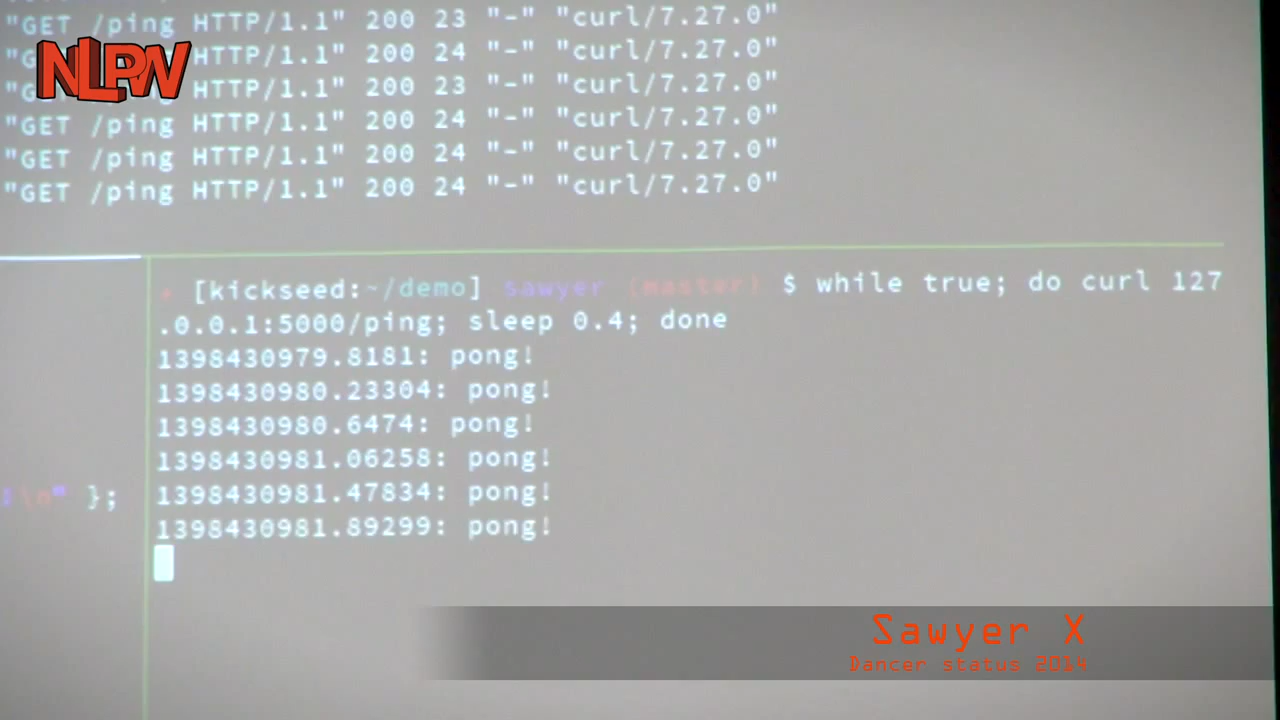 "GET /ping HTTP/1.1" 200 23 "-" "curl/7.27.0"
"G HTTP/1.1" 200 24 "-" "curl/7.27.0"
"G HTTP/1.1" 200 23 "-" "curl/7.27.0"
"GET /ping HTTP/1.1" 200 24 "-" "curl/7.27.0"
"GET /ping HTTP/1.1" 200 24 "-" "curl/7.27.0"
"GET /ping HTTP/1.1" 200 24 "-" "curl/7.27.0"
NLPW
[kickseed:~/demo] sawyer (master) $ while true; do curl 127
.0.0.1:5000/ping; sleep 0.4; done
1398430979.8181: pong!
1398430980.23304: pong!
1398430980.6474: pong!
1398430981.06258: pong!
1398430981.47834: pong!
1398430981.89299: pong!
!\n" };
Sawyer X
Dancer status 2014